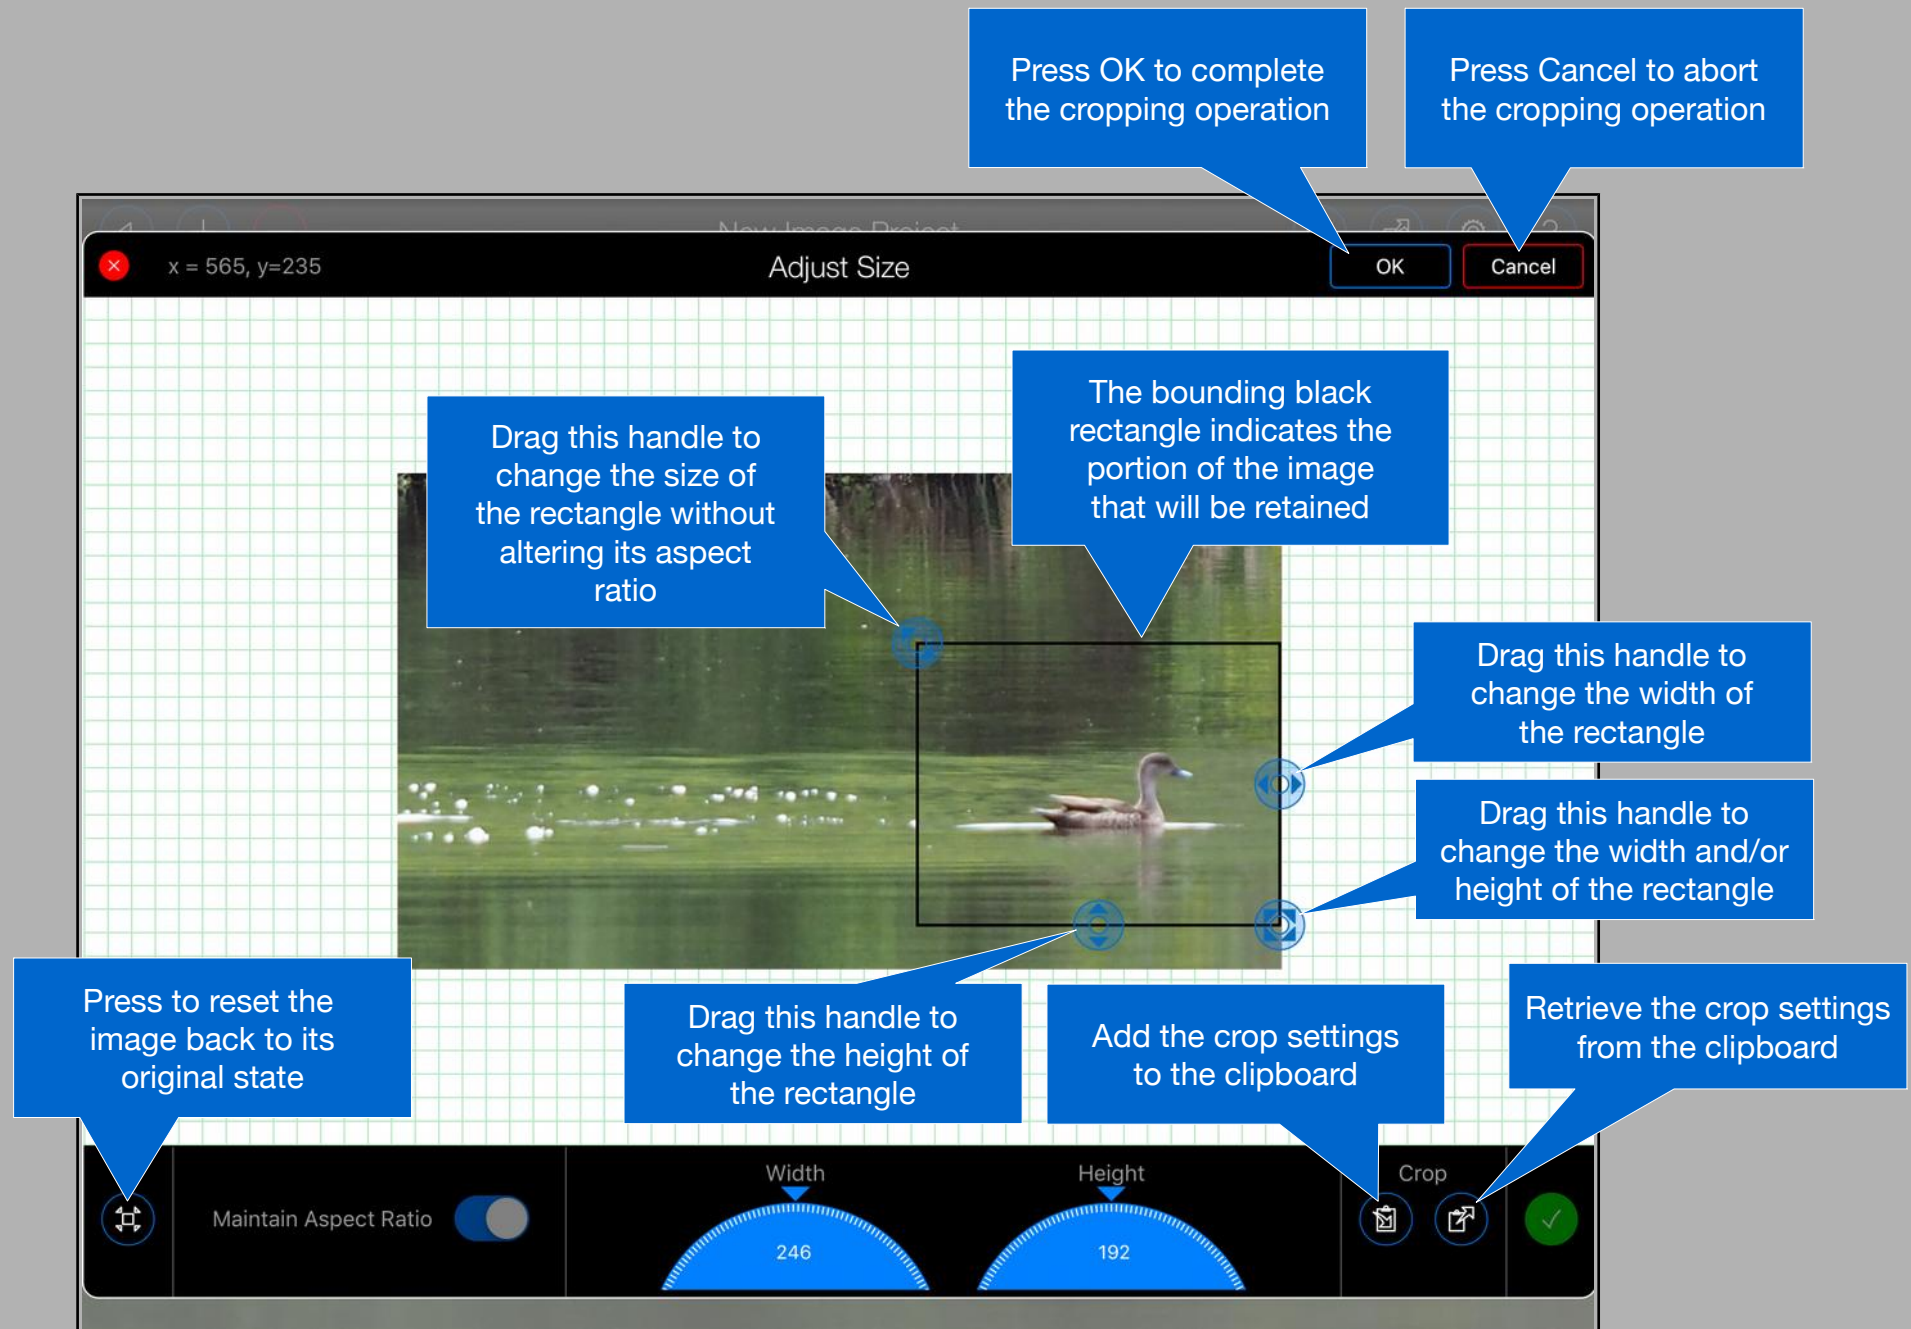 Press OK to complete
the cropping operation
Press Cancel to abort
the cropping operation
New Image Project
x = 565, y=235
Adjust Size
OK
Cancel
The bounding black
rectangle indicates the
portion of the image
that will be retained
Drag this handle to
change the size of
the rectangle without
altering its aspect
ratio
Drag this handle to
change the width of
the rectangle
Drag this handle to
change the width and/or
height of the rectangle
Press to reset the
image back to its
original state
Drag this handle to
change the height of
the rectangle
Add the crop settings
to the clipboard
Retrieve the crop settings
from the clipboard
Maintain Aspect Ratio
Width
246
Height
192
Crop